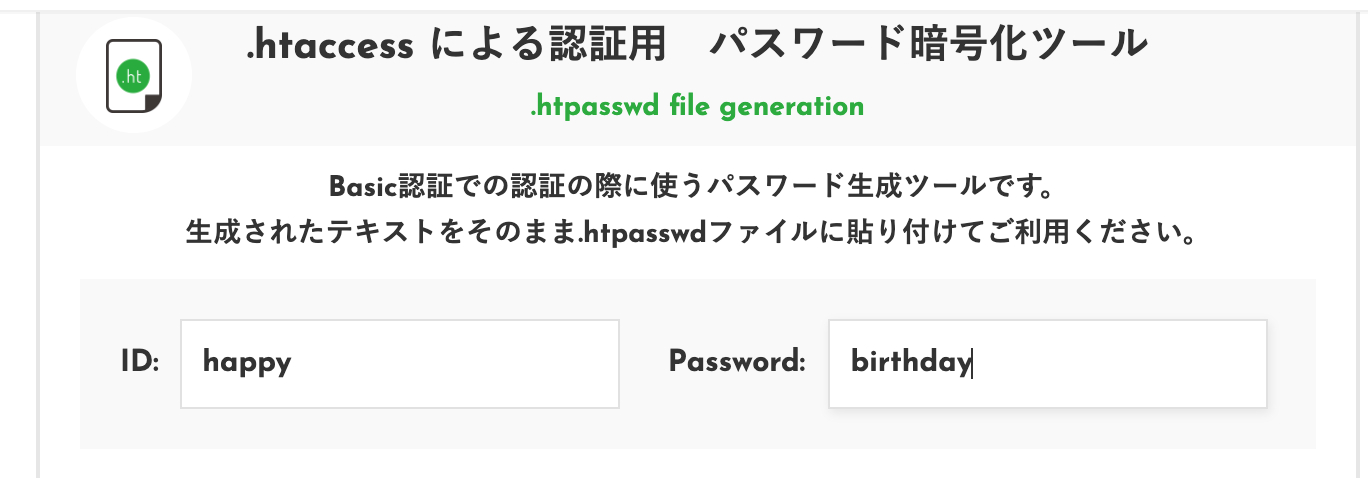 .htaccess による認証用　パスワード暗号化ツール
.ht
.htpasswd file generation
Basic認証での認証の際に使うパスワード生成ツールです。
生成されたテキストをそのまま.htpasswdファイルに貼り付けてご利用ください。
ID: happy Password: birthday